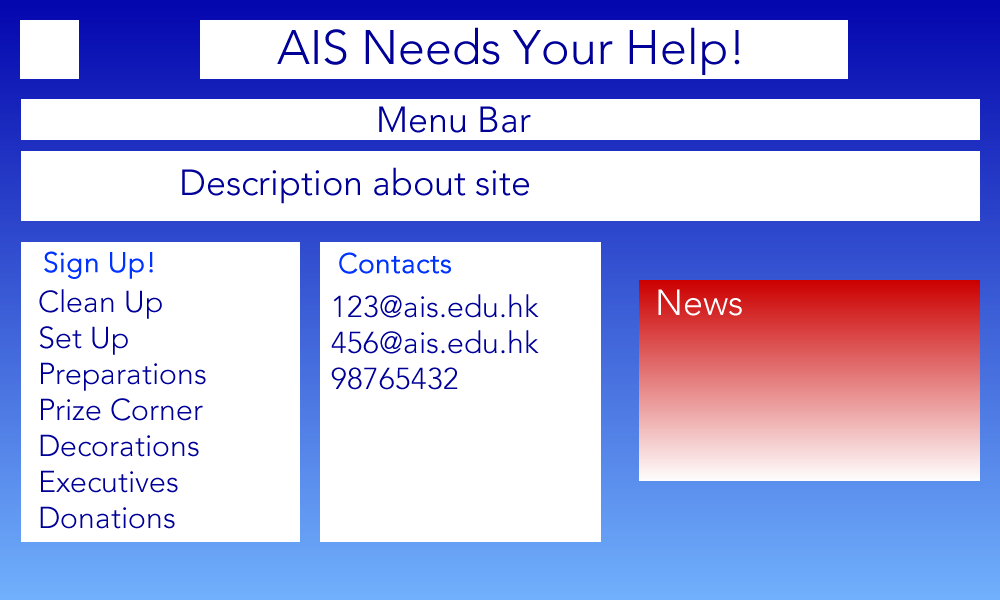 AIS Needs Your Help!
Menu Bar
Description about site
Sign Up!
Clean Up
Set Up
Preparations
Prize Corner
Decorations
Executives
Donations
Contacts
123@ais.edu.hk
456@ais.edu.hk
98765432
News